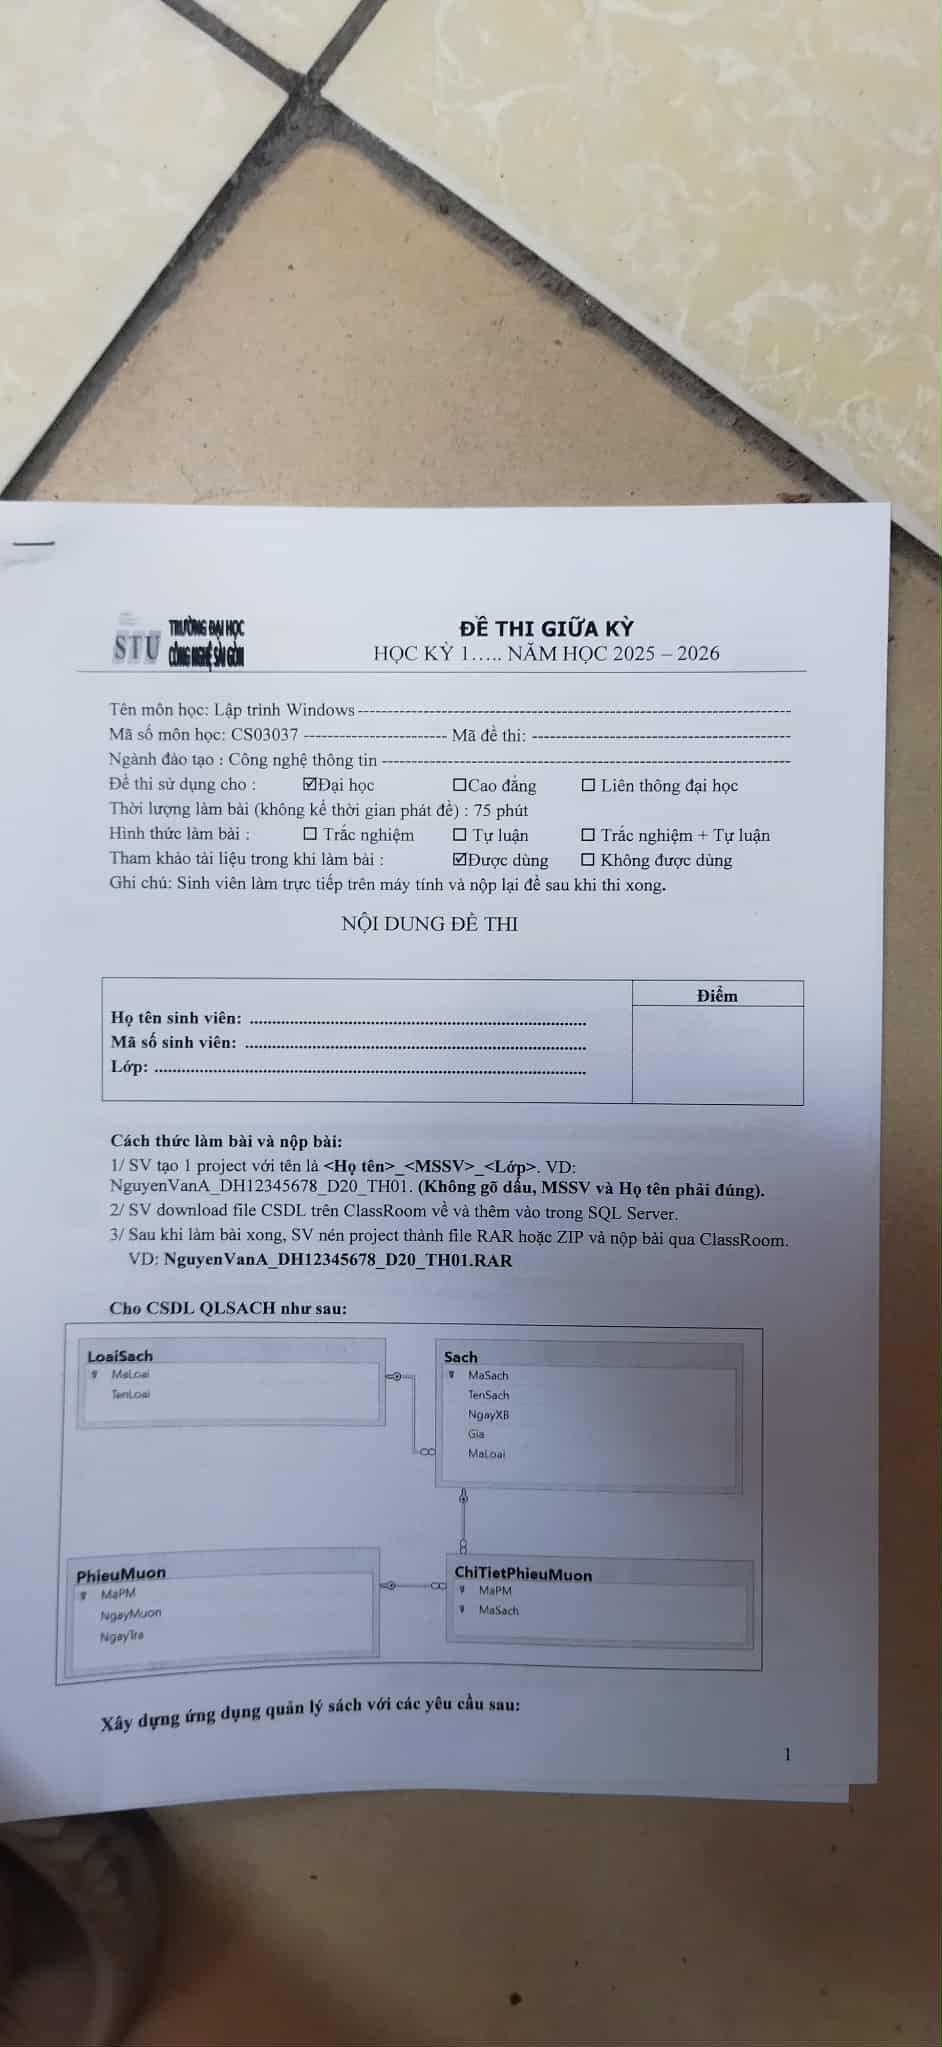 STU
TRƯỜNG ĐẠI HỌC
CÔNG NGHỆ SÀI GÒN
ĐỀ THI GIỮA KỲ
HỌC KỲ 1….. NĂM HỌC 2025 – 2026
Tên môn học: Lập trình Windows
Mã số môn học: CS03037 Mã đề thi:
Ngành đào tạo : Công nghệ thông tin
Đề thi sử dụng cho : ☑Đại học ☐Cao đẳng ☐ Liên thông đại học
Thời lượng làm bài (không kể thời gian phát đề) : 75 phút
Hình thức làm bài : ☐ Trắc nghiệm ☐ Tự luận ☐ Trắc nghiệm + Tự luận
Tham khảo tài liệu trong khi làm bài : ☑Được dùng ☐ Không được dùng
Ghi chú: Sinh viên làm trực tiếp trên máy tính và nộp lại đề sau khi thi xong.
NỘI DUNG ĐỀ THI
Điểm
Họ tên sinh viên:
Mã số sinh viên:
Lớp:
Cách thức làm bài và nộp bài:
1/ SV tạo 1 project với tên là <Họ tên>_<MSSV>_<Lớp>. VD:
NguyenVanA_DH12345678_D20_TH01. (Không gõ dấu, MSSV và Họ tên phải đúng).
2/ SV download file CSDL trên ClassRoom về và thêm vào trong SQL Server.
3/ Sau khi làm bài xong, SV nén project thành file RAR hoặc ZIP và nộp bài qua ClassRoom.
VD: NguyenVanA_DH12345678_D20_TH01.RAR
Cho CSDL QLSACH như sau:
LoaiSach
MaLoai
TenLoai
Sach
MaSach
TenSach
NgayXB
Gia
MaLoai
PhieuMuon
MaPM
NgayMuon
NgayTra
ChiTietPhieuMuon
MaPM
MaSach
Xây dựng ứng dụng quản lý sách với các yêu cầu sau:
1